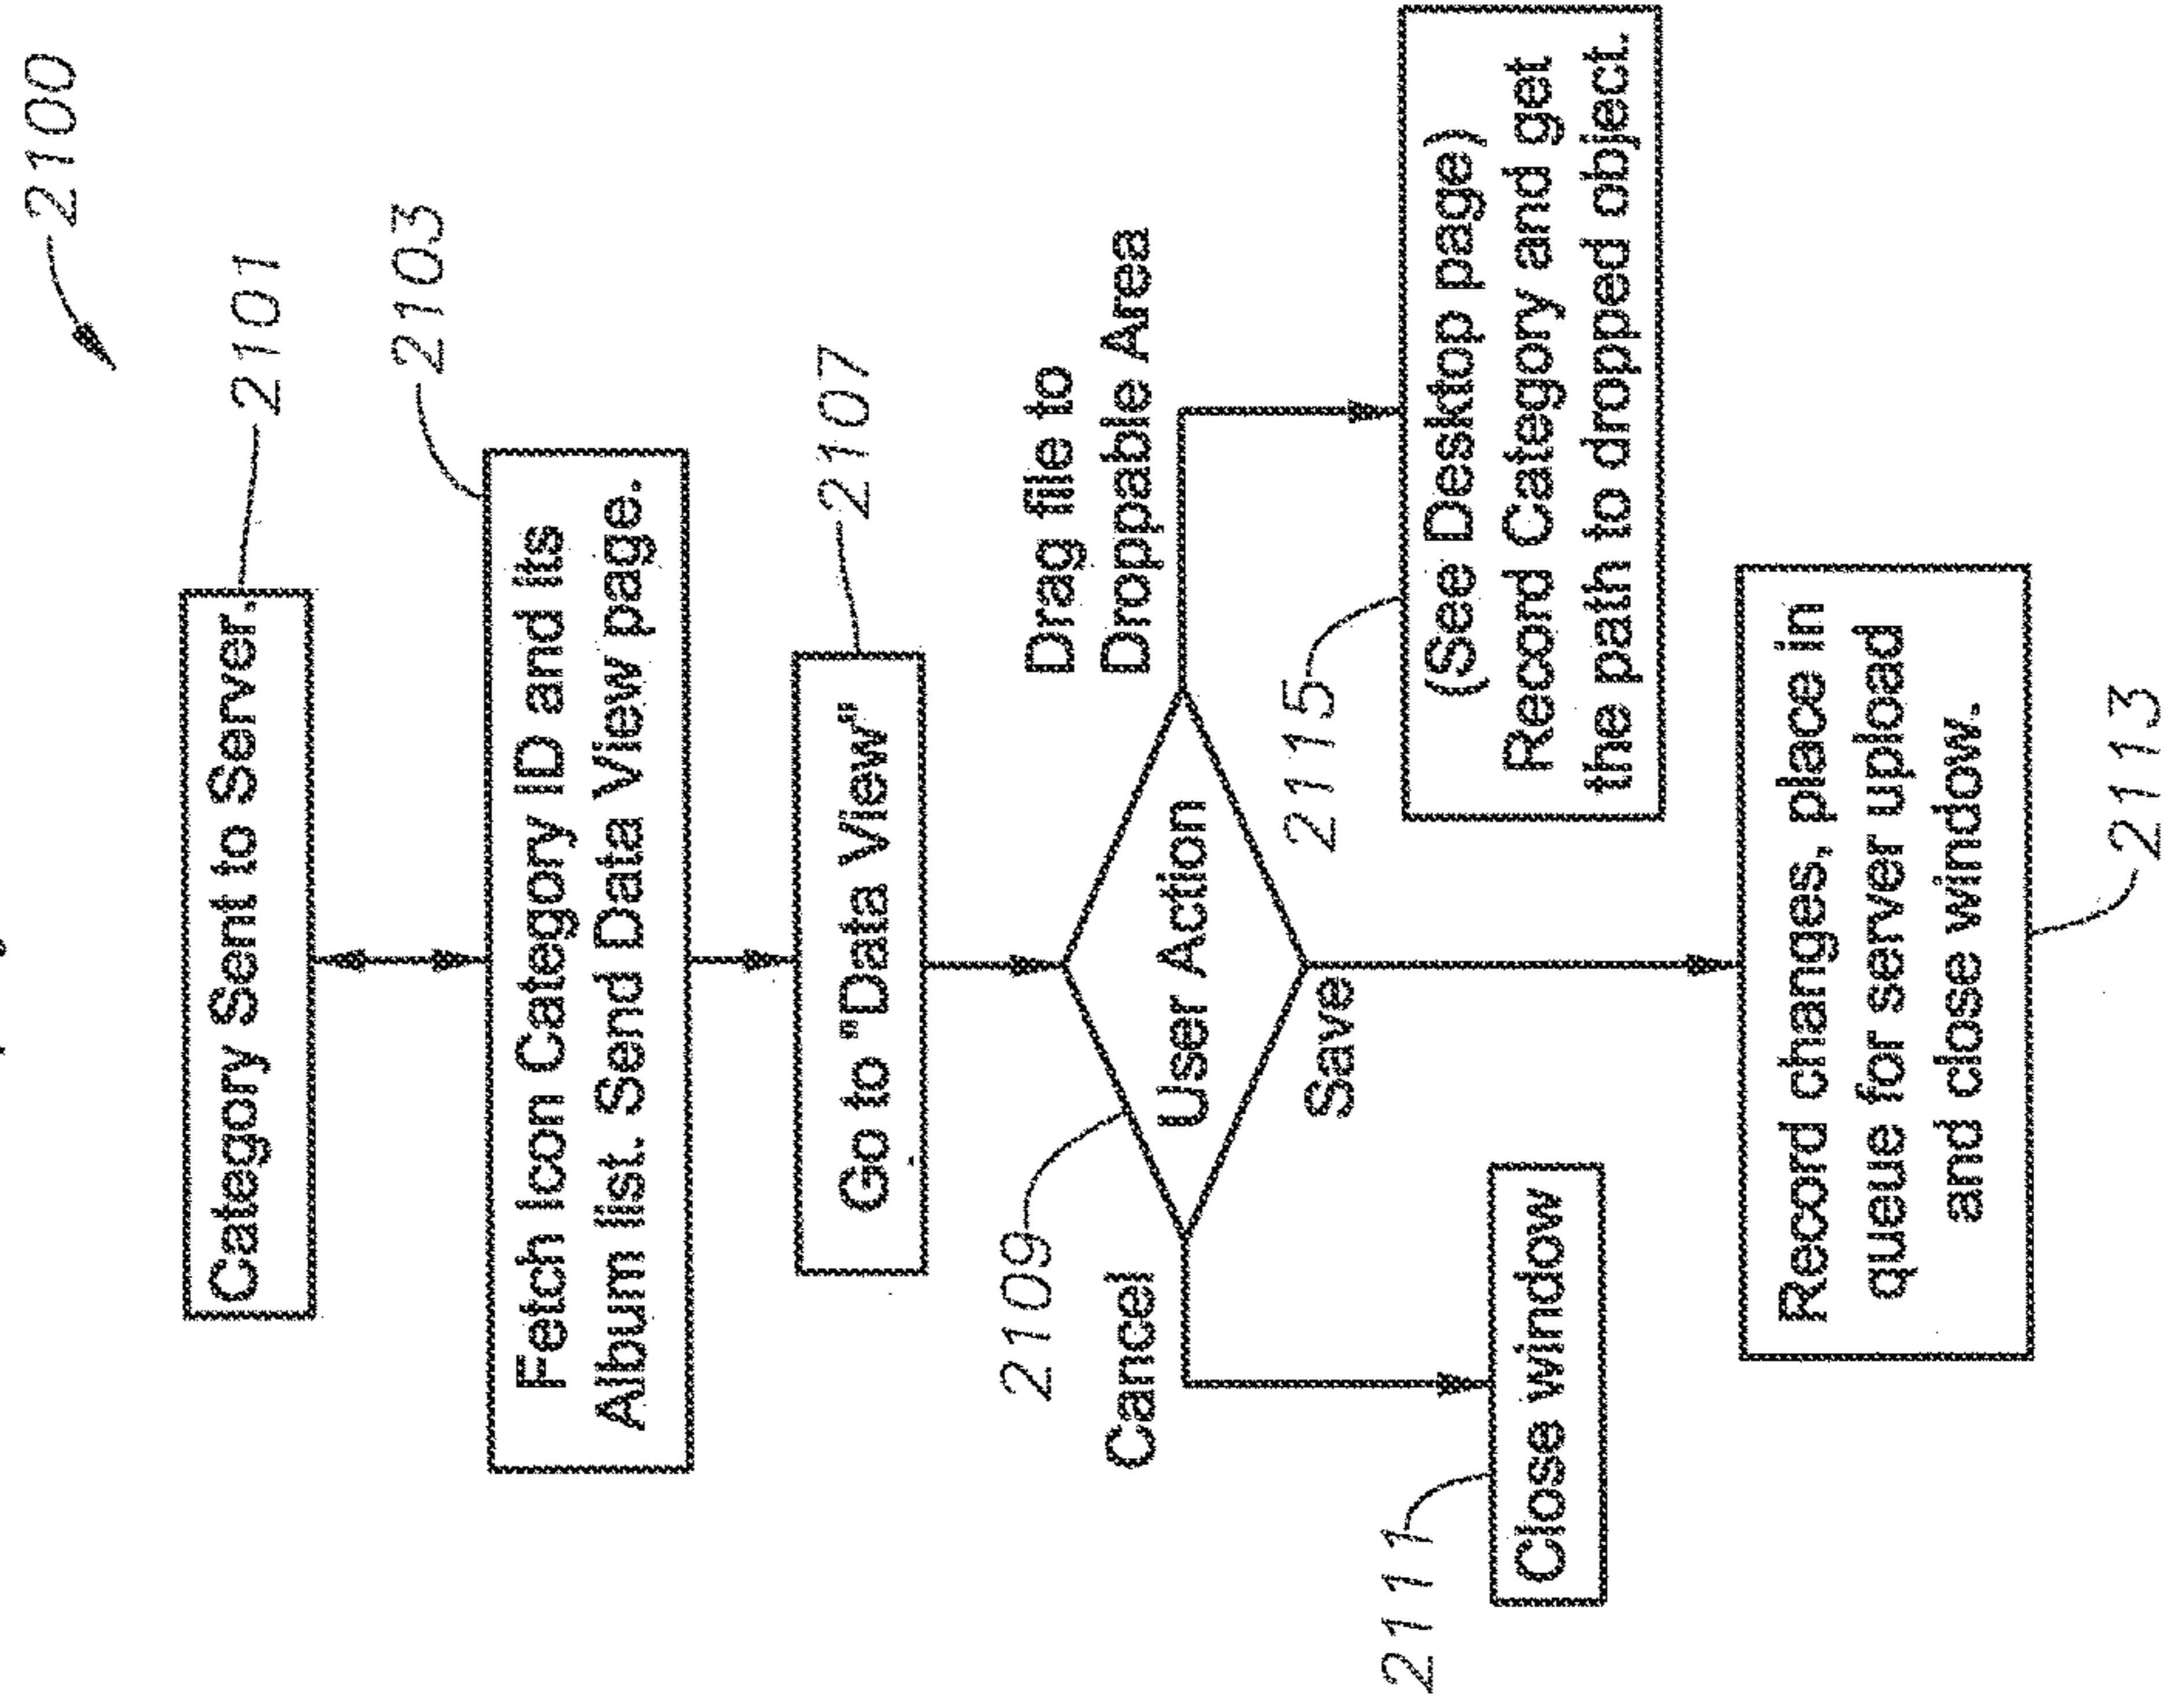 2100
2101
Category Sent to Server.
2103
Fetch Icon Category ID and its
Album list. Send Data View page.
2107
Go to "Data View"
2109
User Action
Cancel
Drag file to
Droppable Area
Save
2111
Close window
2115
(See Desktop page)
Record Category and get
the path to dropped object.
Record changes, place in
queue for server upload
and close window.
2113